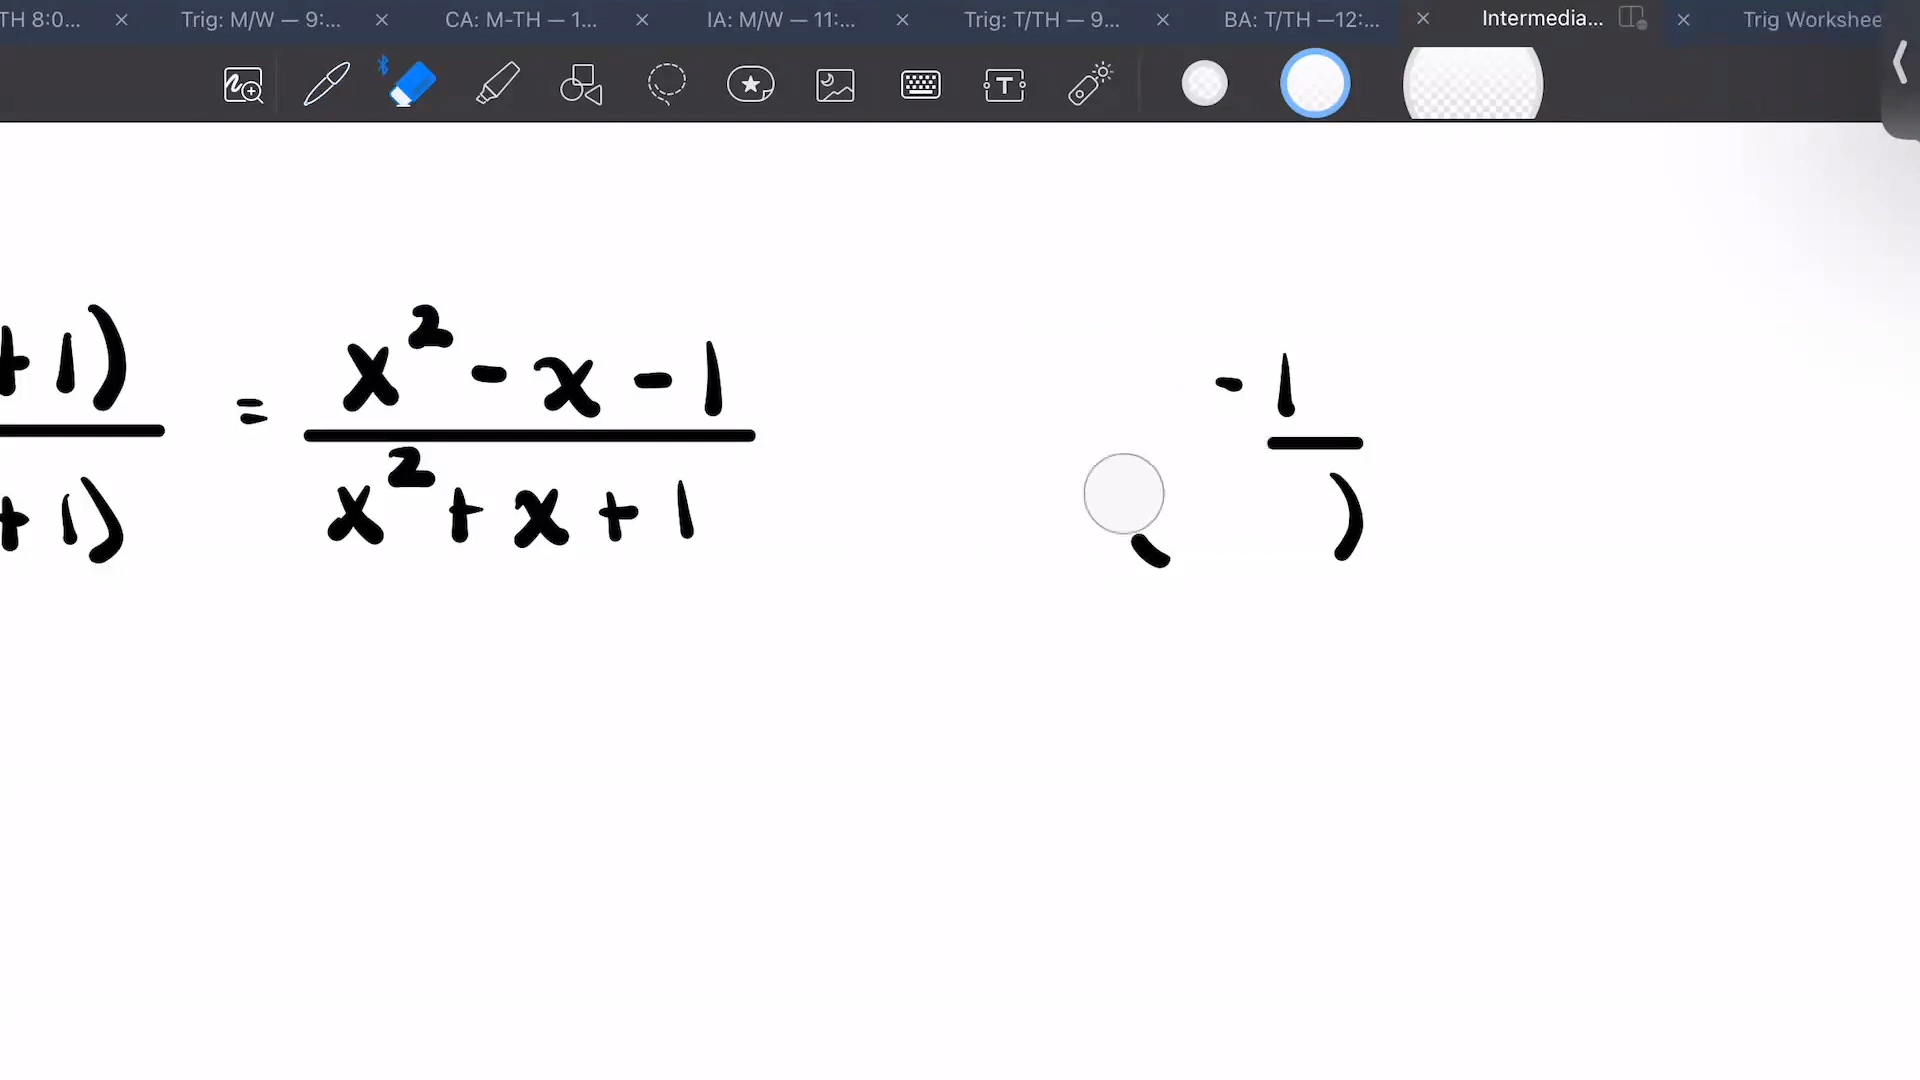 TH 8:0... × Trig: M/W — 9:... × CA: M-TH — 1... × IA: M/W — 11:... × Trig: T/TH — 9... × BA: T/TH —12:... × Intermedia... × Trig Workshee
+1) = x² - x - 1 - 1
+1) x² + x + 1 )